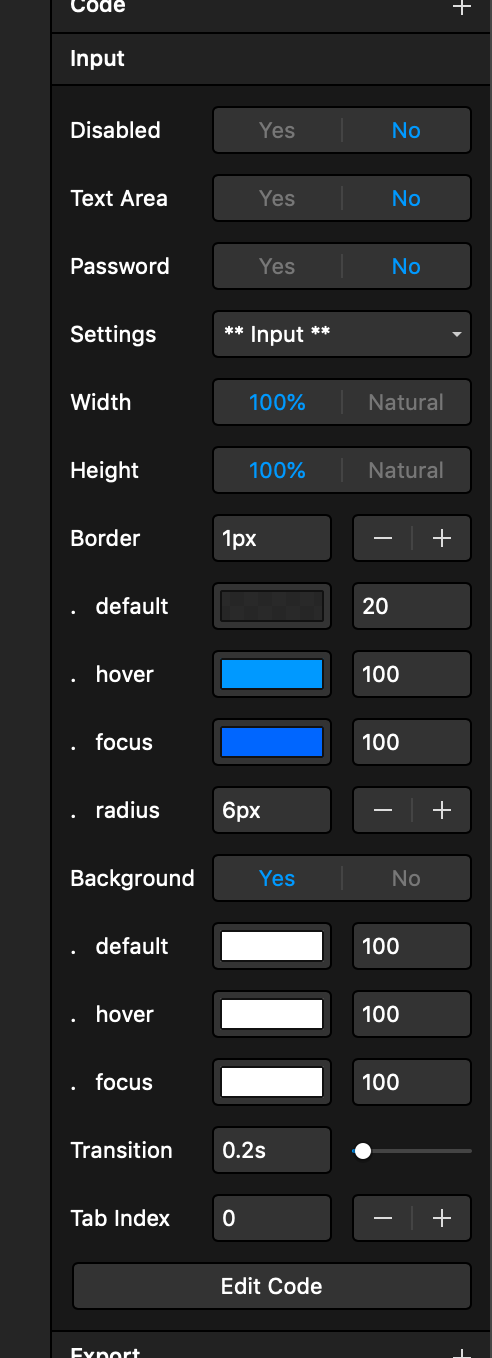 Code +
Input
Disabled Yes No
Text Area Yes No
Password Yes No
Settings ** Input **
Width 100% Natural
Height 100% Natural
Border 1px − +
. default 20
. hover 100
. focus 100
. radius 6px − +
Background Yes No
. default 100
. hover 100
. focus 100
Transition 0.2s
Tab Index 0 − +
Edit Code
Export +